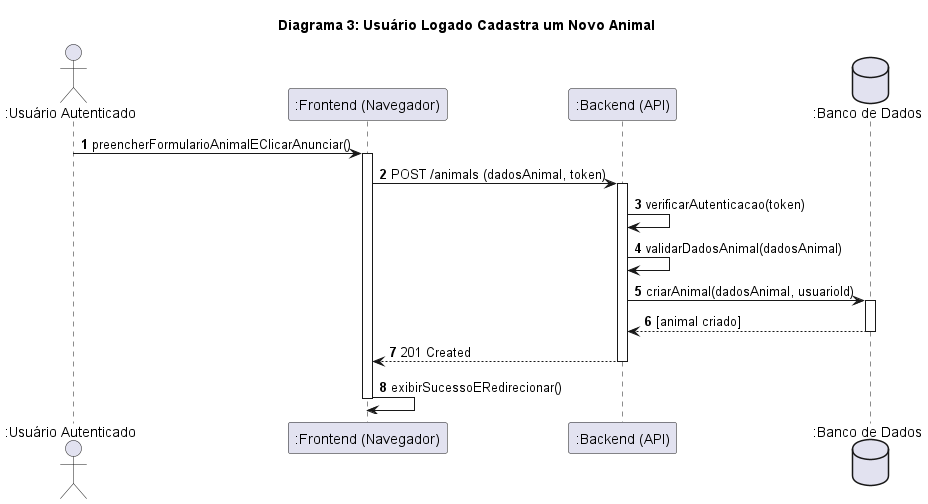 Diagrama 3: Usuário Logado Cadastra um Novo Animal
:Usuário Autenticado
:Frontend (Navegador)
:Backend (API)
:Banco de Dados
1 preencherFormularioAnimalEClicarAnunciar()
2 POST /animals (dadosAnimal, token)
3 verificarAutenticacao(token)
4 validarDadosAnimal(dadosAnimal)
5 criarAnimal(dadosAnimal, usuarioId)
6 [animal criado]
7 201 Created
8 exibirSucessoERedirecionar()
:Usuário Autenticado
:Frontend (Navegador)
:Backend (API)
:Banco de Dados